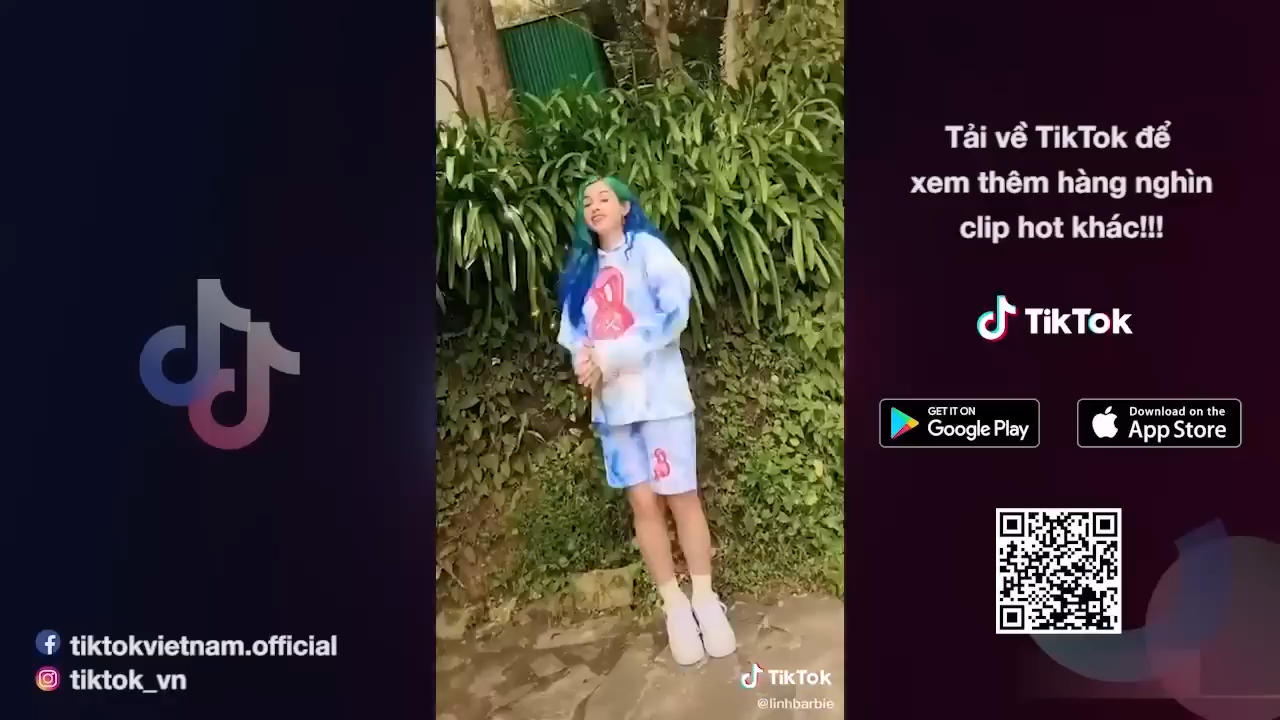 Tải về TikTok để
xem thêm hàng nghìn
clip hot khác!!!
TikTok
GET IT ON
Google Play
Download on the
App Store
tiktokvietnam.official
tiktok_vn
TikTok
@linhbarbie